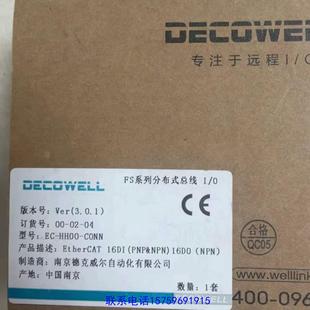 DECOWELL
专注于远程I/O
DECOWELL
FS系列分布式总线 I/O
版本号: Ver(3.0.1)
订货号: 00-02-04
型号: EC-HH00-CONN
CE
产品描述: EtherCAT 16DI(PNP&NPN)16DO (NPN)
制造商: 南京德克威尔自动化有限公司
产地: 中国南京
数量: 1套
合格
QC05
www.welllink
400-096
联系电话15759691915